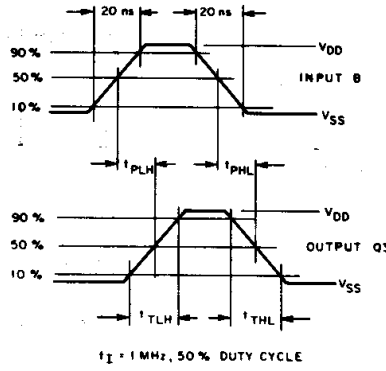 20 ns 20 ns
90 % VDD
50 % INPUT B
10 % VSS
tPLH tPHL
90 % VDD
50 % OUTPUT Q3
10 % VSS
tTLH tTHL
fI = 1 MHz, 50 % DUTY CYCLE